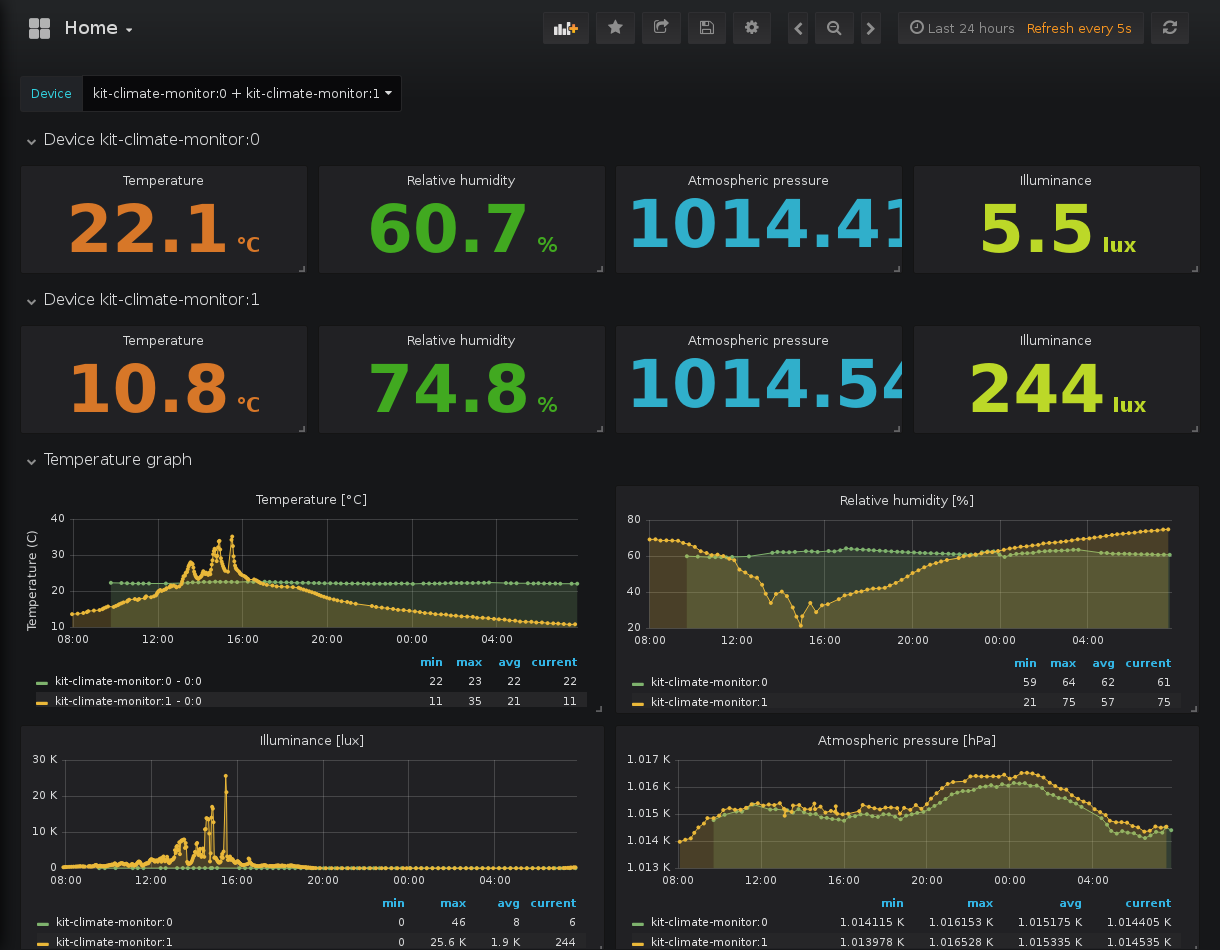 Home
Last 24 hours Refresh every 5s
Device kit-climate-monitor:0 + kit-climate-monitor:1
Device kit-climate-monitor:0
Temperature Relative humidity Atmospheric pressure Illuminance
22.1 °C 60.7 % 1014.41 5.5 lux
Device kit-climate-monitor:1
Temperature Relative humidity Atmospheric pressure Illuminance
10.8 °C 74.8 % 1014.54 244 lux
Temperature graph
Temperature [°C]
Temperature (C)
40
30
20
10
08:00 12:00 16:00 20:00 00:00 04:00
min max avg current
kit-climate-monitor:0 - 0:0 22 23 22 22
kit-climate-monitor:1 - 0:0 11 35 21 11
Relative humidity [%]
80
60
40
20
08:00 12:00 16:00 20:00 00:00 04:00
min max avg current
kit-climate-monitor:0 59 64 62 61
kit-climate-monitor:1 21 75 57 75
Illuminance [lux]
30 K
20 K
10 K
0
08:00 12:00 16:00 20:00 00:00 04:00
min max avg current
kit-climate-monitor:0 0 46 8 6
kit-climate-monitor:1 0 25.6 K 1.9 K 244
Atmospheric pressure [hPa]
1.017 K
1.016 K
1.015 K
1.014 K
1.013 K
08:00 12:00 16:00 20:00 00:00 04:00
min max avg current
kit-climate-monitor:0 1.014115 K 1.016153 K 1.015175 K 1.014405 K
kit-climate-monitor:1 1.013978 K 1.016528 K 1.015335 K 1.014535 K